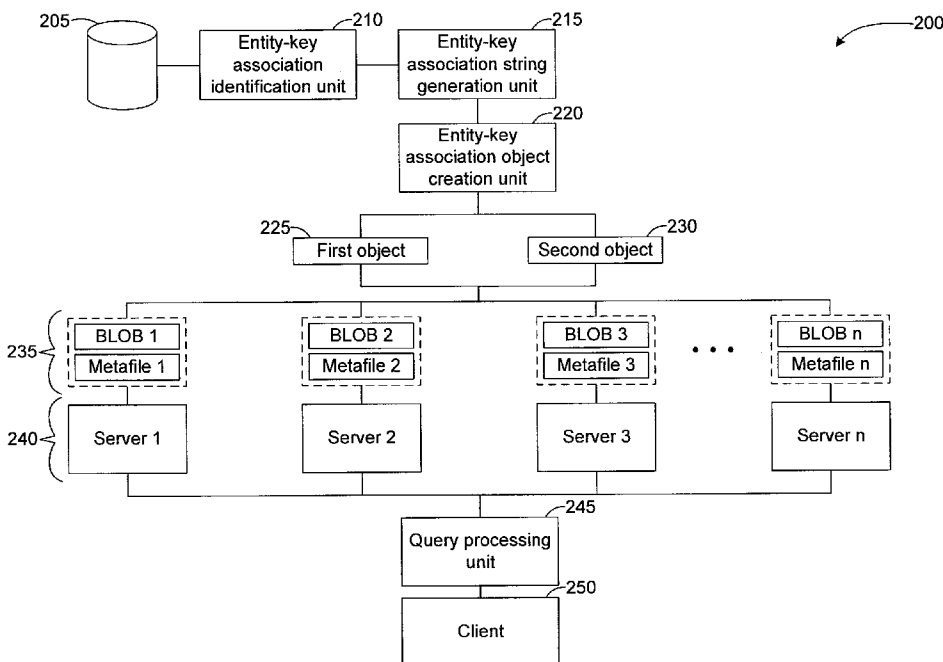 205
210
215
200
Entity-key
association
identification unit
Entity-key
association string
generation unit
220
Entity-key
association object
creation unit
225
First object
230
Second object
235
BLOB 1
Metafile 1
BLOB 2
Metafile 2
BLOB 3
Metafile 3
BLOB n
Metafile n
240
Server 1
Server 2
Server 3
Server n
245
Query processing
unit
250
Client